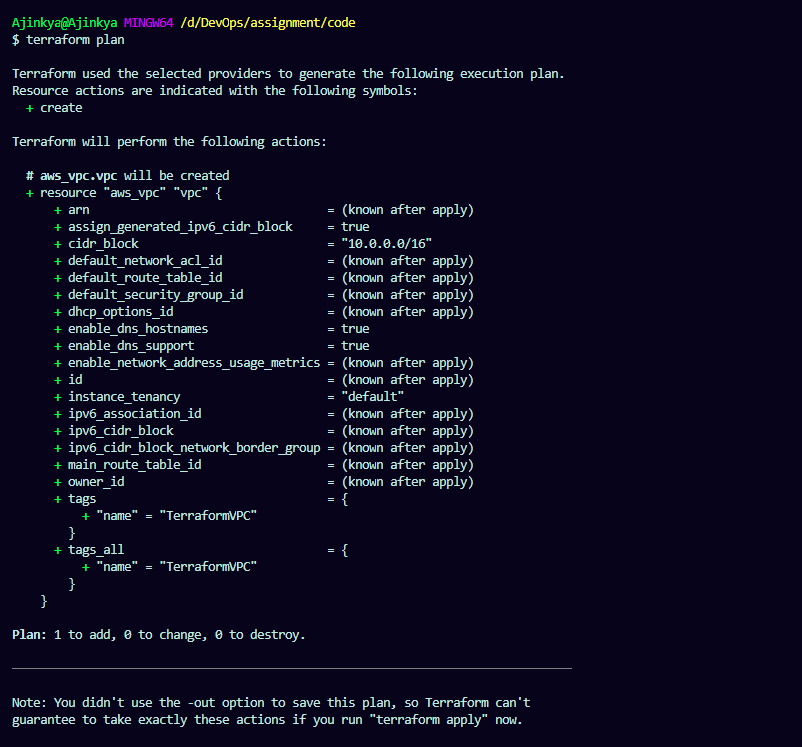 Ajinkya@Ajinkya MINGW64 /d/DevOps/assignment/code
$ terraform plan
Terraform used the selected providers to generate the following execution plan.
Resource actions are indicated with the following symbols:
  + create
Terraform will perform the following actions:
  # aws_vpc.vpc will be created
  + resource "aws_vpc" "vpc" {
      + arn                                  = (known after apply)
      + assign_generated_ipv6_cidr_block     = true
      + cidr_block                           = "10.0.0.0/16"
      + default_network_acl_id               = (known after apply)
      + default_route_table_id               = (known after apply)
      + default_security_group_id            = (known after apply)
      + dhcp_options_id                      = (known after apply)
      + enable_dns_hostnames                 = true
      + enable_dns_support                   = true
      + enable_network_address_usage_metrics = (known after apply)
      + id                                   = (known after apply)
      + instance_tenancy                     = "default"
      + ipv6_association_id                  = (known after apply)
      + ipv6_cidr_block                      = (known after apply)
      + ipv6_cidr_block_network_border_group = (known after apply)
      + main_route_table_id                  = (known after apply)
      + owner_id                             = (known after apply)
      + tags                                 = {
          + "name" = "TerraformVPC"
        }
      + tags_all                             = {
          + "name" = "TerraformVPC"
        }
    }
Plan: 1 to add, 0 to change, 0 to destroy.
Note: You didn't use the -out option to save this plan, so Terraform can't
guarantee to take exactly these actions if you run "terraform apply" now.